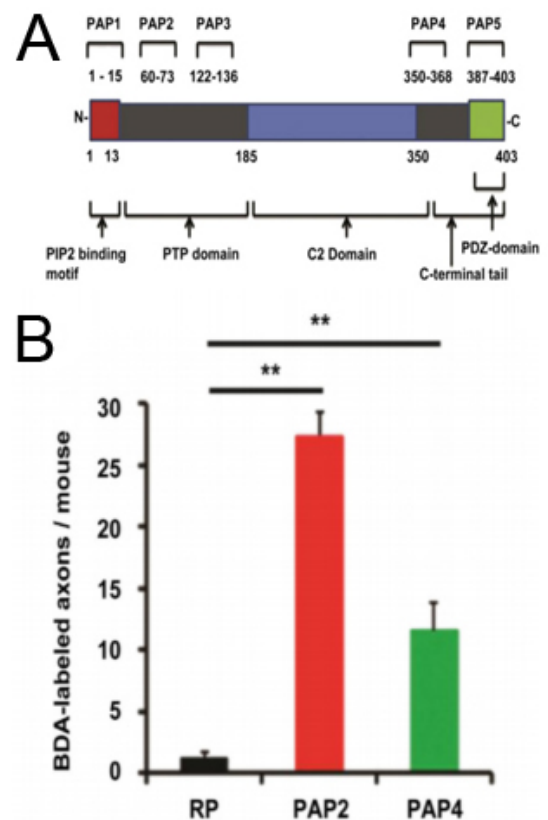 A
PAP1 PAP2 PAP3 PAP4 PAP5
1 - 15 60-73 122-136 350-368 387-403
N- -C
1 13 185 350 403
PIP2 binding motif
PTP domain
C2 Domain
PDZ-domain
C-terminal tail
B
**
**
BDA-labeled axons / mouse
30
25
20
15
10
5
0
RP PAP2 PAP4